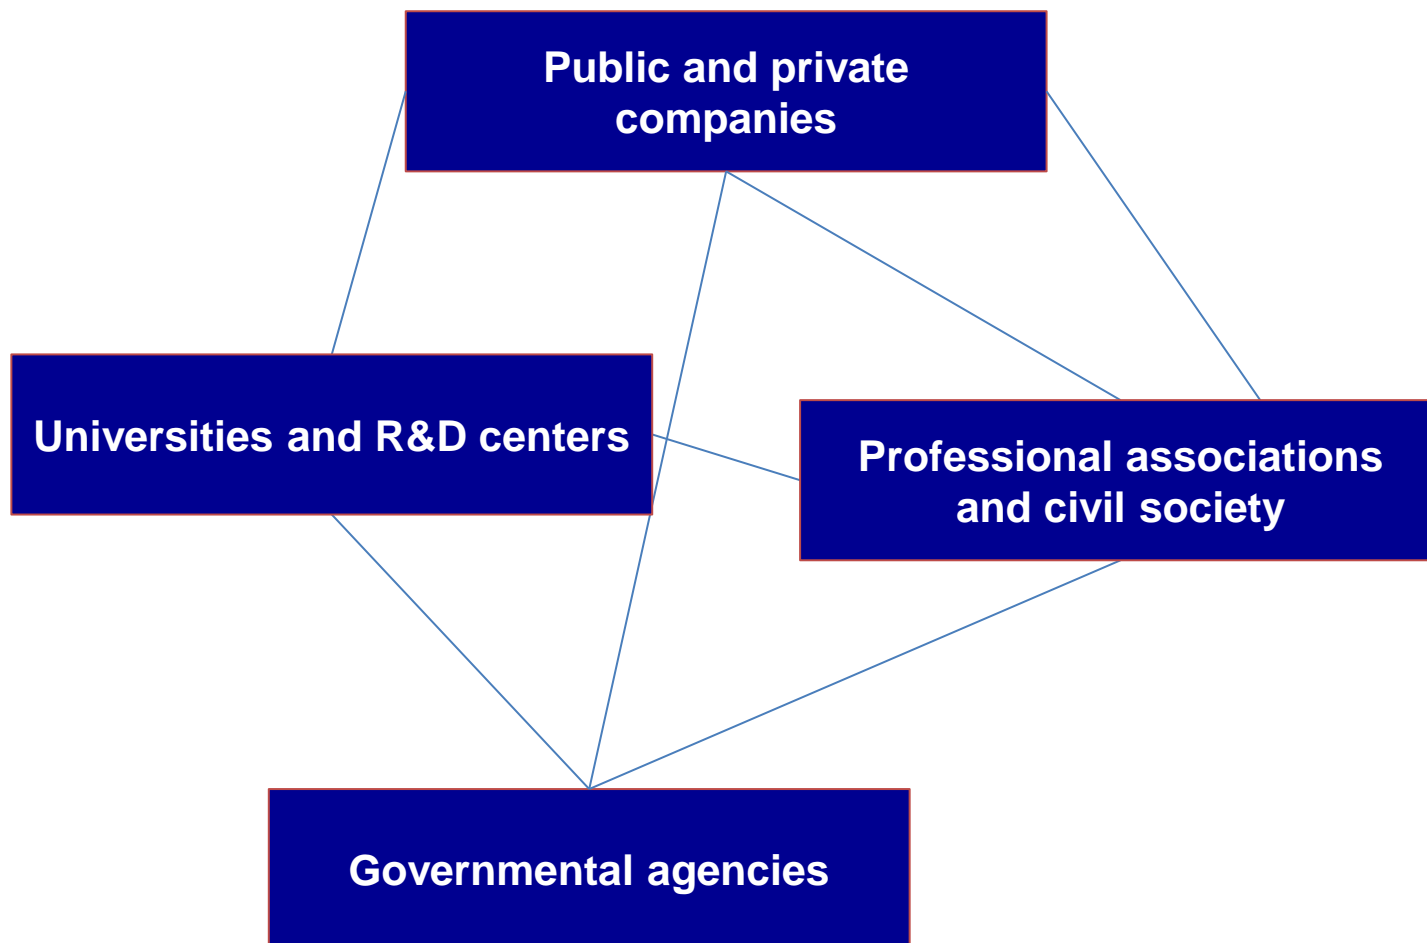 Public and private
companies
Universities and R&D centers
Professional associations
and civil society
Governmental agencies